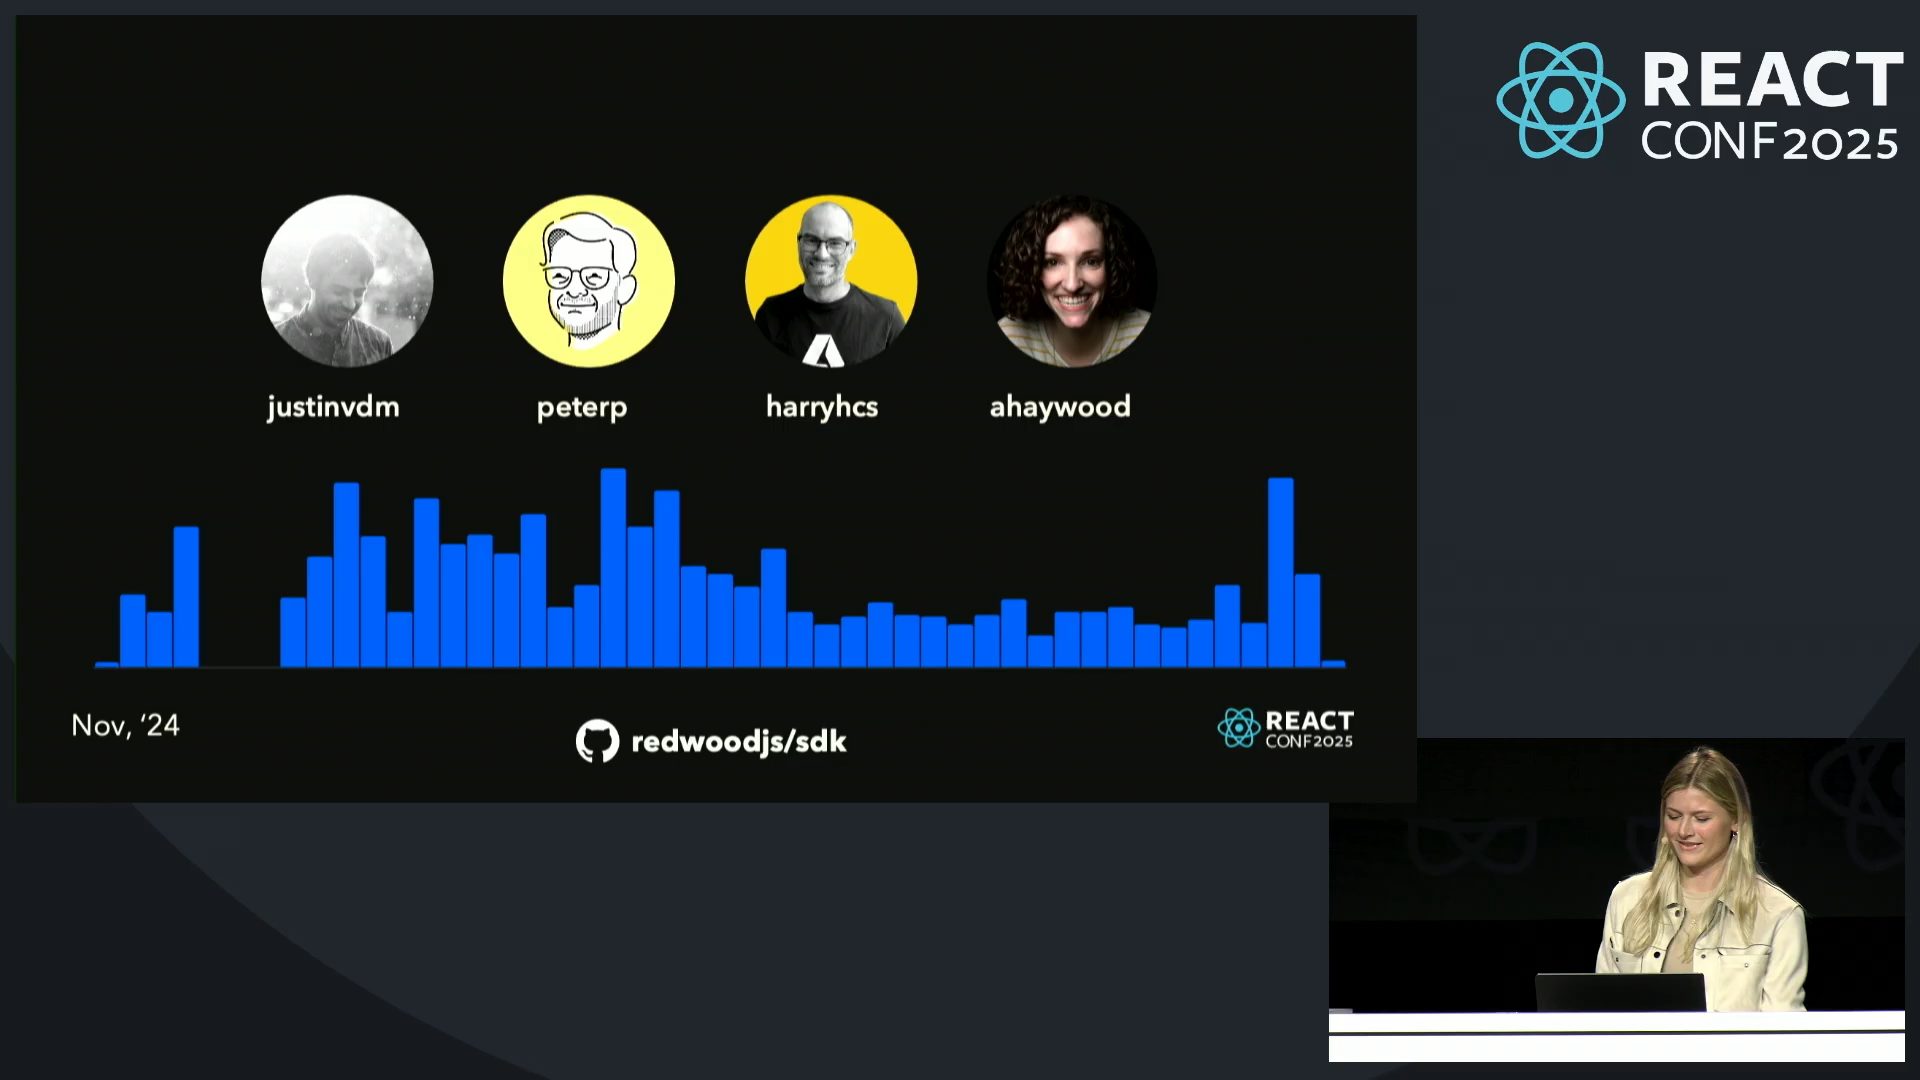 REACT
CONF2025
justinvdm
peterp
harryhcs
ahaywood
Nov, ‘24
redwoodjs/sdk
REACT
CONF2025